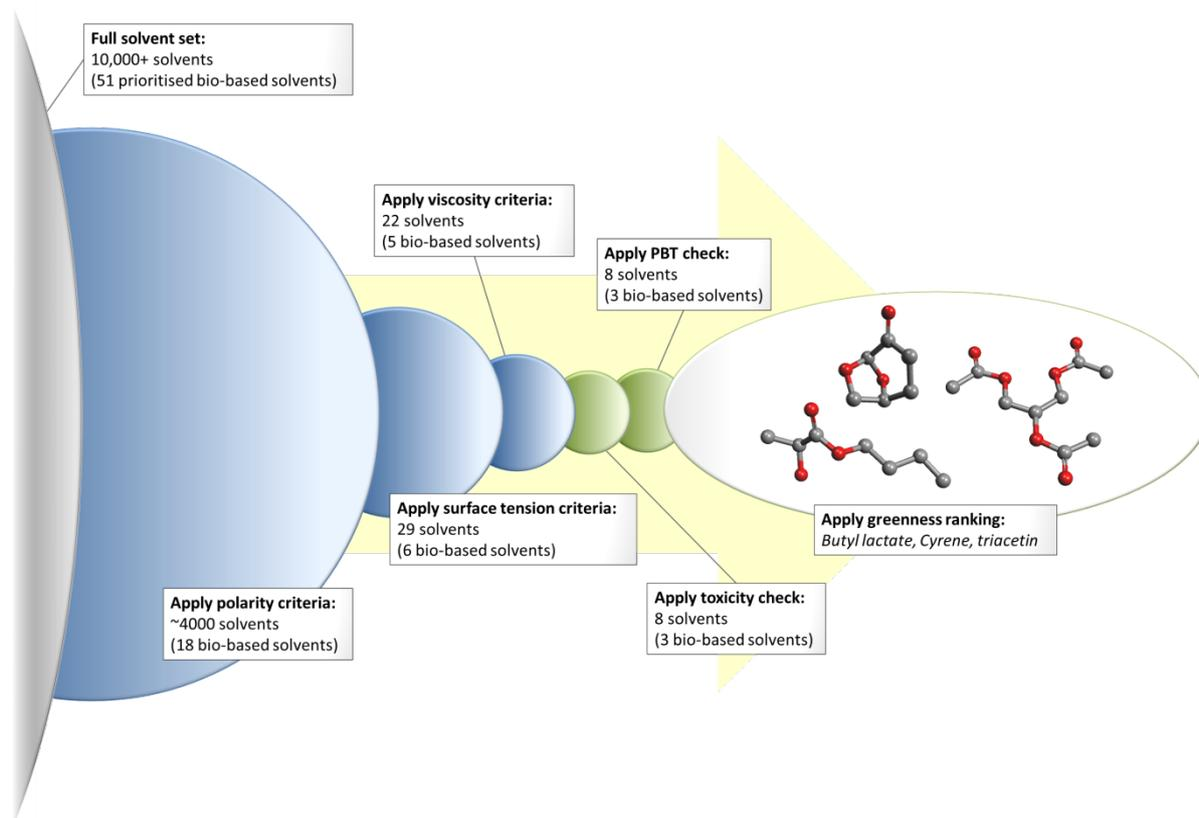 Full solvent set:
10,000+ solvents
(51 prioritised bio-based solvents)
Apply polarity criteria:
~4000 solvents
(18 bio-based solvents)
Apply surface tension criteria:
29 solvents
(6 bio-based solvents)
Apply viscosity criteria:
22 solvents
(5 bio-based solvents)
Apply toxicity check:
8 solvents
(3 bio-based solvents)
Apply PBT check:
8 solvents
(3 bio-based solvents)
Apply greenness ranking:
Butyl lactate, Cyrene, triacetin